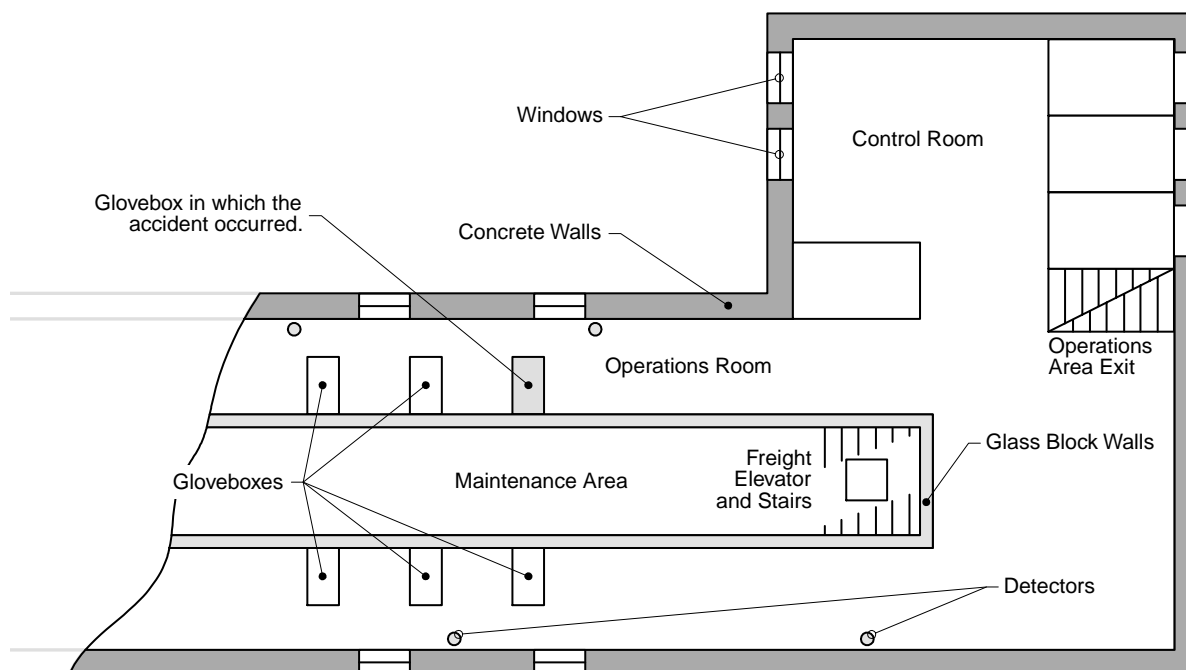 Windows
Control Room
Glovebox in which the
accident occurred.
Concrete Walls
Operations Room
Operations
Area Exit
Glass Block Walls
Freight
Elevator
and Stairs
Gloveboxes
Maintenance Area
Detectors